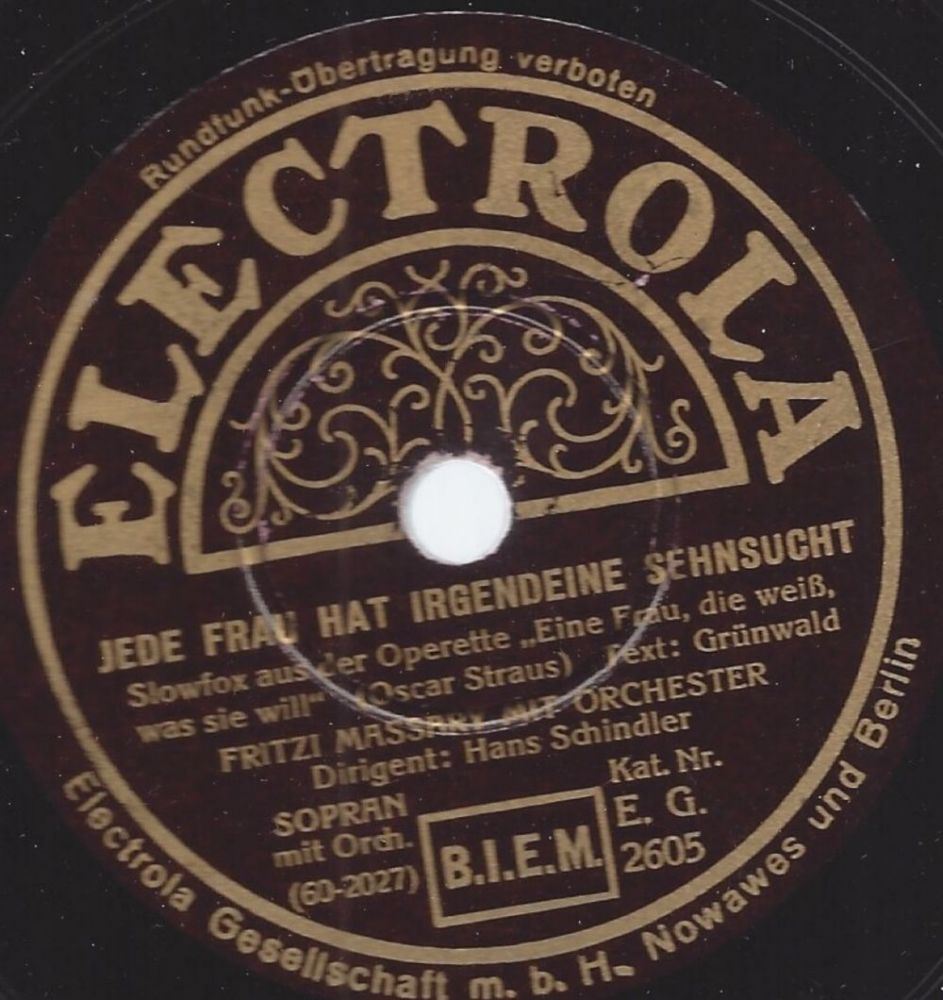 Rundfunk-Übertragung verboten
ELECTROLA
JEDE FRAU HAT IRGENDEINE SEHNSUCHT
Slowfox aus der Operette „Eine Frau, die weiß,
was sie will“ (Oscar Straus) Text: Grünwald
FRITZI MASSARY MIT ORCHESTER
Dirigent: Hans Schindler
SOPRAN
mit Orch.
(60-2027)
B.I.E.M.
Kat. Nr.
E. G.
2605
Electrola Gesellschaft m. b. H. Nowawes und Berlin